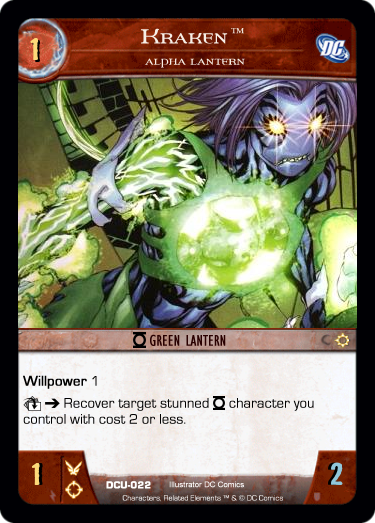 1
KRAKEN™
DC
ALPHA LANTERN
GREEN LANTERN
Willpower 1
➔ Recover target stunned character you
control with cost 2 or less.
1
DCU-022 Illustrator DC Comics
Characters, Related Elements ™ & © DC Comics
2